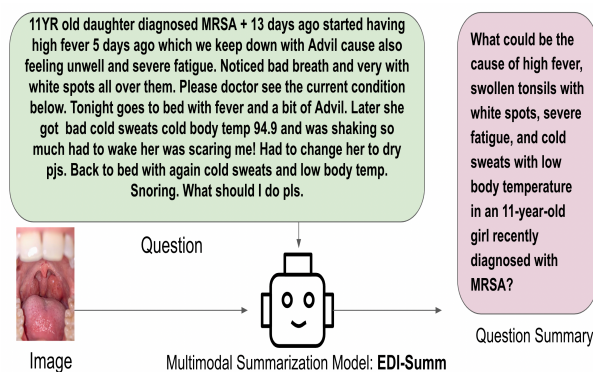 11YR old daughter diagnosed MRSA + 13 days ago started having
high fever 5 days ago which we keep down with Advil cause also
feeling unwell and severe fatigue. Noticed bad breath and very with
white spots all over them. Please doctor see the current condition
below. Tonight goes to bed with fever and a bit of Advil. Later she
got bad cold sweats cold body temp 94.9 and was shaking so
much had to wake her was scaring me! Had to change her to dry
pjs. Back to bed with again cold sweats and low body temp.
Snoring. What should I do pls.
What could be the
cause of high fever,
swollen tonsils with
white spots, severe
fatigue, and cold
sweats with low
body temperature
in an 11-year-old
girl recently
diagnosed with
MRSA?
Question
Question Summary
Image
Multimodal Summarization Model: EDI-Summ